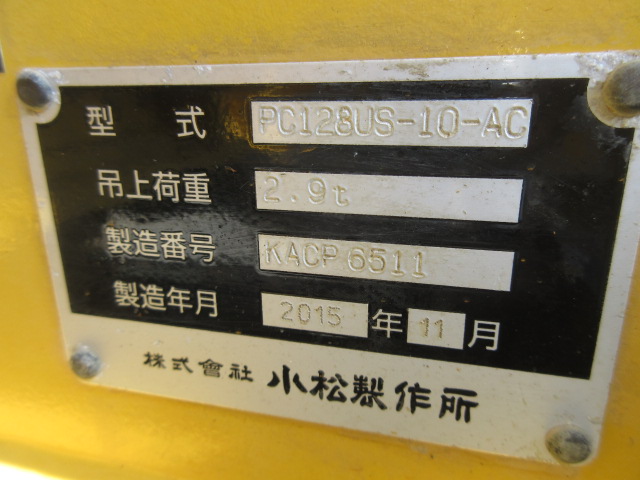 型 式 PC128US-10-AC
吊上荷重 2.9t
製造番号 KACP 6511
製造年月 2015 年 11 月
株式會社 小松製作所